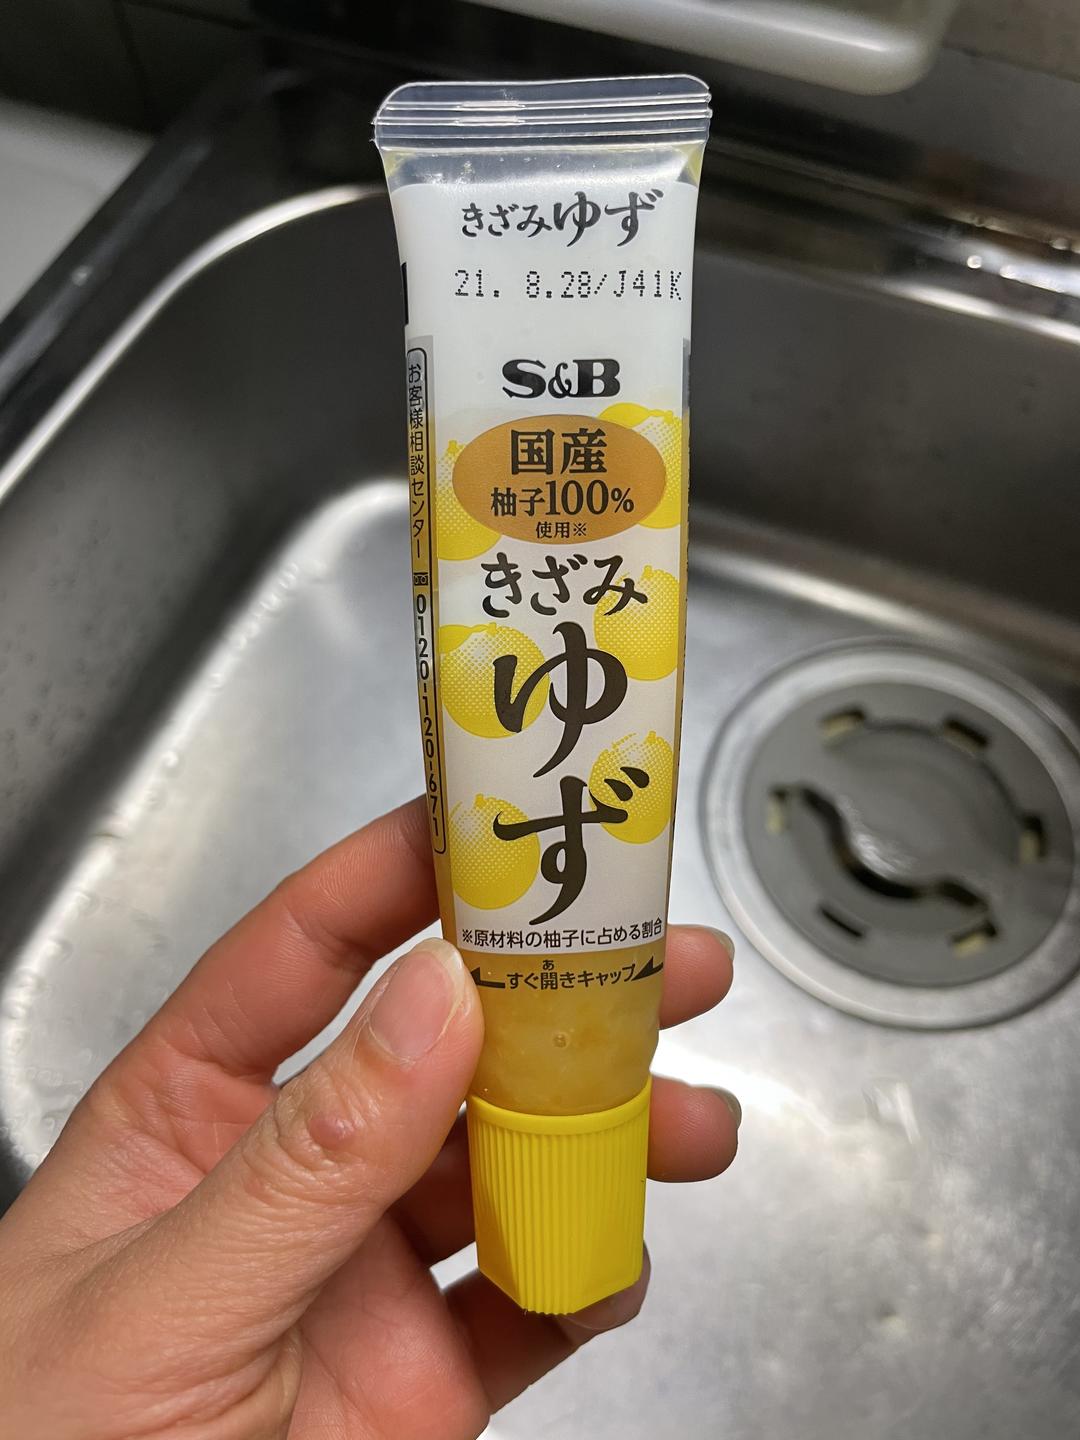 きざみゆず
21. 8.28/J41K
S&B
国産
柚子100%
使用※
きざみ
ゆず
※原材料の柚子に占める割合
あ
すぐ開きキャップ
お客様相談センター
0120-120-671